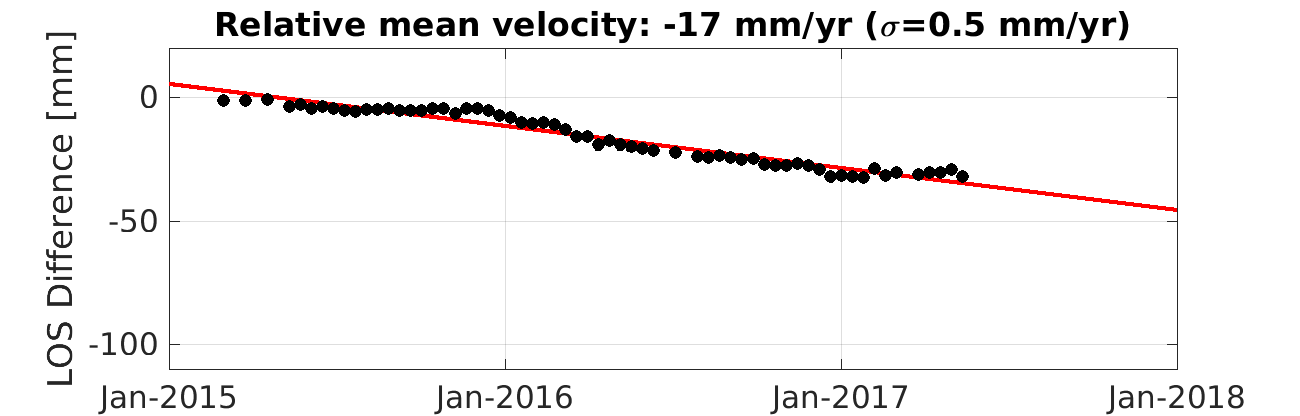 Relative mean velocity: -17 mm/yr (σ=0.5 mm/yr)
LOS Difference [mm]
0
-50
-100
Jan-2015 Jan-2016 Jan-2017 Jan-2018